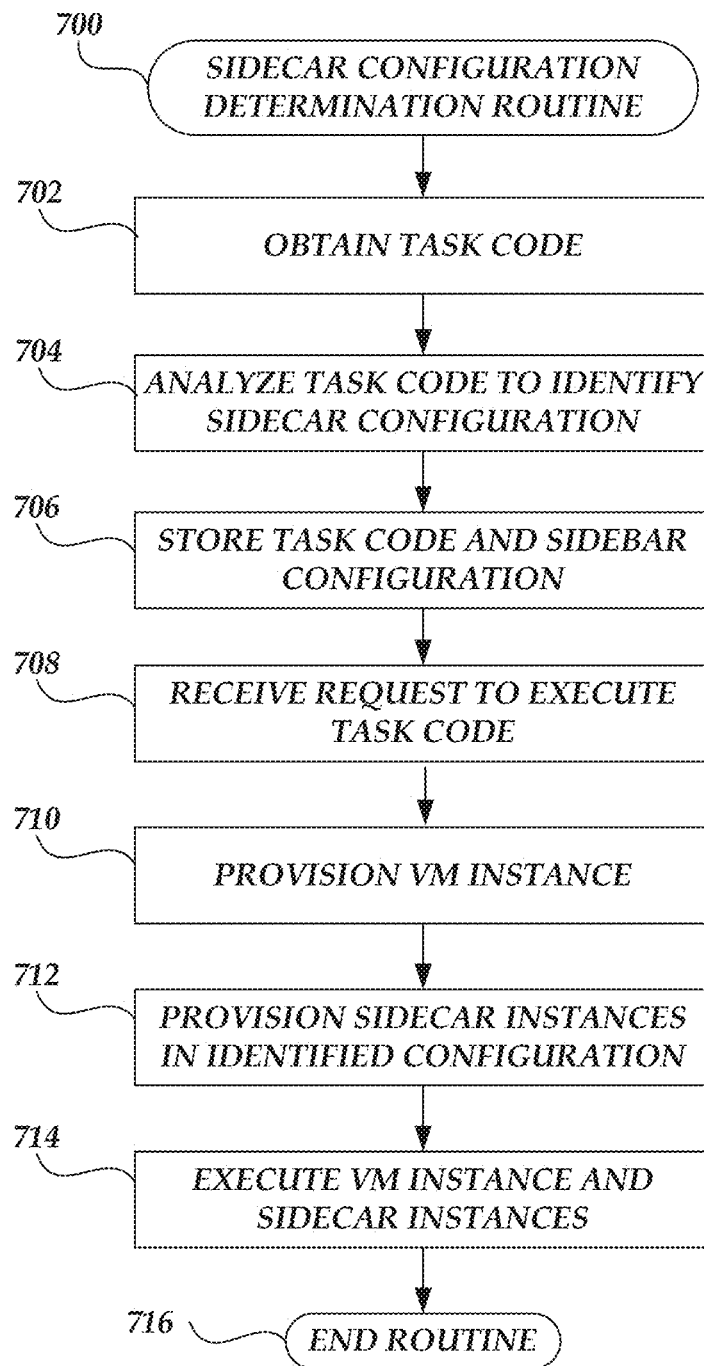 700
SIDECAR CONFIGURATION
DETERMINATION ROUTINE
702
OBTAIN TASK CODE
704
ANALYZE TASK CODE TO IDENTIFY
SIDECAR CONFIGURATION
706
STORE TASK CODE AND SIDEBAR
CONFIGURATION
708
RECEIVE REQUEST TO EXECUTE
TASK CODE
710
PROVISION VM INSTANCE
712
PROVISION SIDECAR INSTANCES
IN IDENTIFIED CONFIGURATION
714
EXECUTE VM INSTANCE AND
SIDECAR INSTANCES
716
END ROUTINE